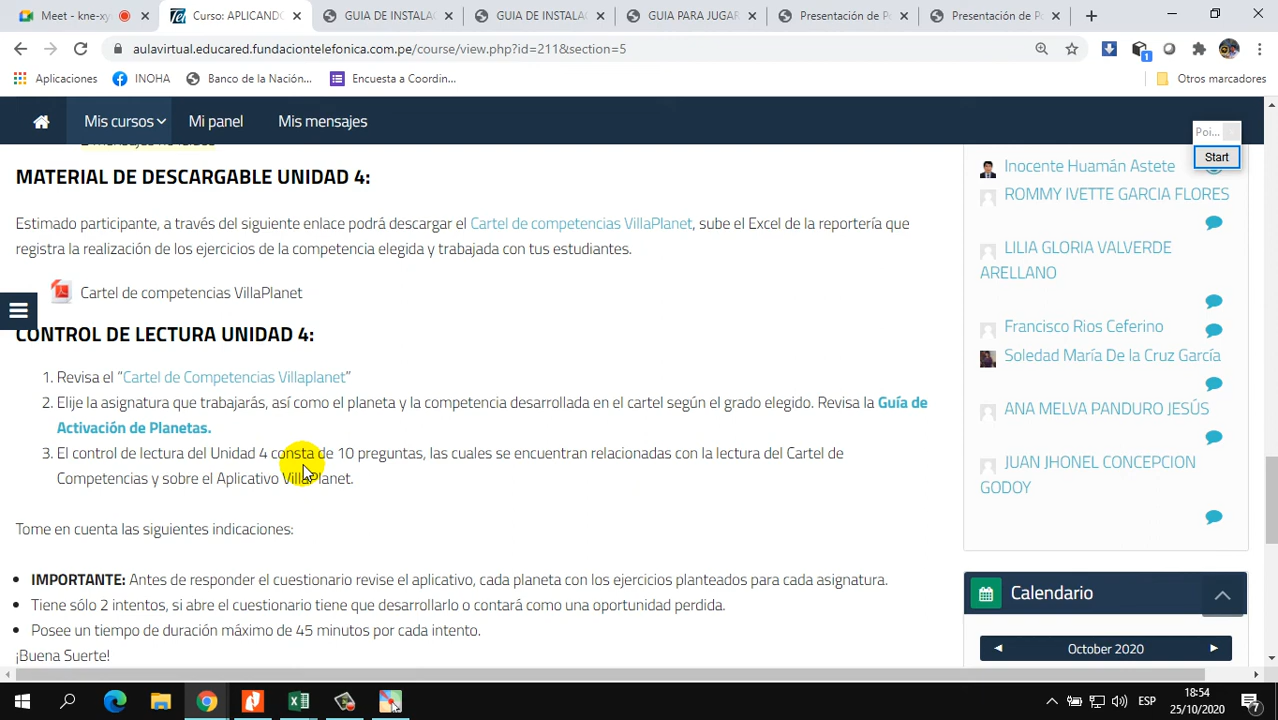 Meet - kne-xy
Curso: APLICANDO
GUIA DE INSTALAC
GUIA DE INSTALAC
GUIA PARA JUGAR
Presentación de Po
Presentación de Po
aulavirtual.educared.fundaciontelefonica.com.pe/course/view.php?id=211&section=5
1
Aplicaciones
INOHA
Banco de la Nación...
Encuesta a Coordin...
Otros marcadores
Mis cursos
Mi panel
Mis mensajes
Poi...
Start
MATERIAL DE DESCARGABLE UNIDAD 4:
Estimado participante, a través del siguiente enlace podrá descargar el Cartel de competencias VillaPlanet, sube el Excel de la reportería que
registra la realización de los ejercicios de la competencia elegida y trabajada con tus estudiantes.
Cartel de competencias VillaPlanet
CONTROL DE LECTURA UNIDAD 4:
1. Revisa el “Cartel de Competencias Villaplanet”
2. Elije la asignatura que trabajarás, así como el planeta y la competencia desarrollada en el cartel según el grado elegido. Revisa la Guía de
Activación de Planetas.
3. El control de lectura del Unidad 4 consta de 10 preguntas, las cuales se encuentran relacionadas con la lectura del Cartel de
Competencias y sobre el Aplicativo VillaPlanet.
Tome en cuenta las siguientes indicaciones:
• IMPORTANTE: Antes de responder el cuestionario revise el aplicativo, cada planeta con los ejercicios planteados para cada asignatura.
• Tiene sólo 2 intentos, si abre el cuestionario tiene que desarrollarlo o contará como una oportunidad perdida.
• Posee un tiempo de duración máximo de 45 minutos por cada intento.
¡Buena Suerte!
Inocente Huamán Astete
ROMMY IVETTE GARCIA FLORES
LILIA GLORIA VALVERDE
ARELLANO
Francisco Rios Ceferino
Soledad María De la Cruz García
ANA MELVA PANDURO JESÚS
JUAN JHONEL CONCEPCION
GODOY
Calendario
October 2020
ESP
18:54
25/10/2020
7